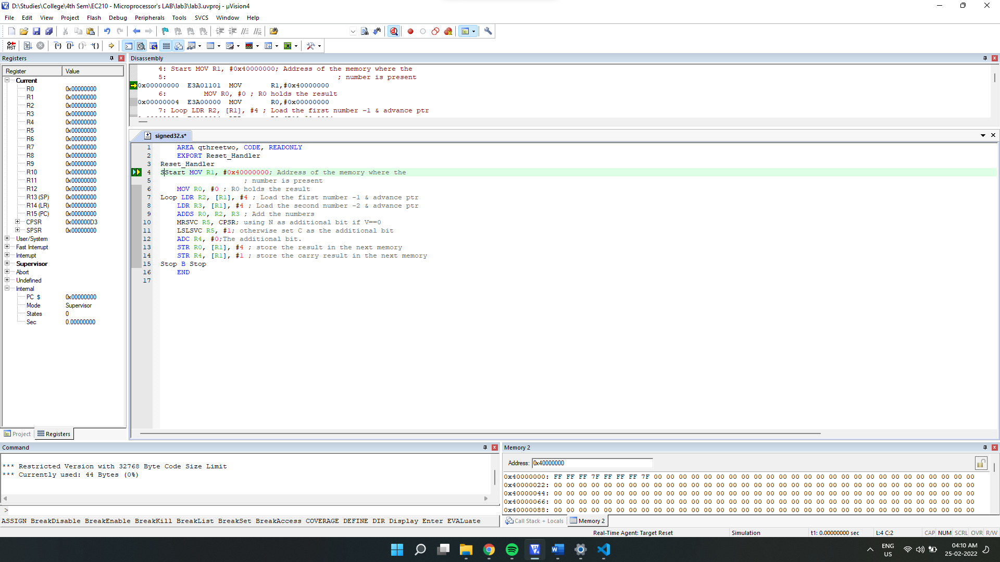 D:\Studies\College\4th Sem\EC210 - Microprocessor's LAB\lab3\lab3.uvproj - µVision4
File Edit View Project Flash Debug Peripherals Tools SVCS Window Help
Registers
Register Value
Current
R0 0x00000000
R1 0x00000000
R2 0x00000000
R3 0x00000000
R4 0x00000000
R5 0x00000000
R6 0x00000000
R7 0x00000000
R8 0x00000000
R9 0x00000000
R10 0x00000000
R11 0x00000000
R12 0x00000000
R13 (SP) 0x00000000
R14 (LR) 0x00000000
R15 (PC) 0x00000000
CPSR 0x000000D3
SPSR 0x00000000
User/System
Fast Interrupt
Interrupt
Supervisor
Abort
Undefined
Internal
PC $ 0x00000000
Mode Supervisor
States 0
Sec 0.00000000
Project Registers
Disassembly
4: Start MOV R1, #0x40000000; Address of the memory where the
5: ; number is present
0x00000000 E3A01101 MOV R1,#0x40000000
6: MOV R0, #0 ; R0 holds the result
0x00000004 E3A00000 MOV R0,#0x00000000
7: Loop LDR R2, [R1], #4 ; Load the first number -1 & advance ptr
signed32.s*
1 AREA qthreetwo, CODE, READONLY
2 EXPORT Reset_Handler
3 Reset_Handler
4 SStart MOV R1, #0x40000000; Address of the memory where the
5 ; number is present
6 MOV R0, #0 ; R0 holds the result
7 Loop LDR R2, [R1], #4 ; Load the first number -1 & advance ptr
8 LDR R3, [R1], #4 ; Load the second number -2 & advance ptr
9 ADDS R0, R2, R3 ; Add the numbers
10 MRSVC R5, CPSR; using N as additional bit if V==0
11 LSLSVC R5, #1; otherwise set C as the additional bit
12 ADC R4, #0;The additional bit.
13 STR R0, [R1], #4 ; store the result in the next memory
14 STR R4, [R1], #1 ; store the carry result in the next memory
15 Stop B Stop
16 END
17
Command
*** Restricted Version with 32768 Byte Code Size Limit
*** Currently used: 44 Bytes (0%)
>
ASSIGN BreakDisable BreakEnable BreakKill BreakList BreakSet BreakAccess COVERAGE DEFINE DIR Display Enter EVALuate
Memory 2
Address: 0x40000000
0x40000000: FF FF FF 7F FF FF FF 7F 00 00 00 00 00 00 00 00 00 00 00 00 00 00 00 00 00 00 00 00 00 00 00 00 00 00
0x40000022: 00 00 00 00 00 00 00 00 00 00 00 00 00 00 00 00 00 00 00 00 00 00 00 00 00 00 00 00 00 00 00 00 00 00
0x40000044: 00 00 00 00 00 00 00 00 00 00 00 00 00 00 00 00 00 00 00 00 00 00 00 00 00 00 00 00 00 00 00 00 00 00
0x40000066: 00 00 00 00 00 00 00 00 00 00 00 00 00 00 00 00 00 00 00 00 00 00 00 00 00 00 00 00 00 00 00 00 00 00
0x40000088: 00 00 00 00 00 00 00 00 00 00 00 00 00 00 00 00 00 00 00 00 00 00 00 00 00 00 00 00 00 00 00 00 00 00
Call Stack + Locals Memory 2
Real-Time Agent: Target Reset Simulation t1: 0.00000000 sec L:4 C:2 CAP NUM SCRL OVR R/W
ENG
US
04:10 AM
25-02-2022